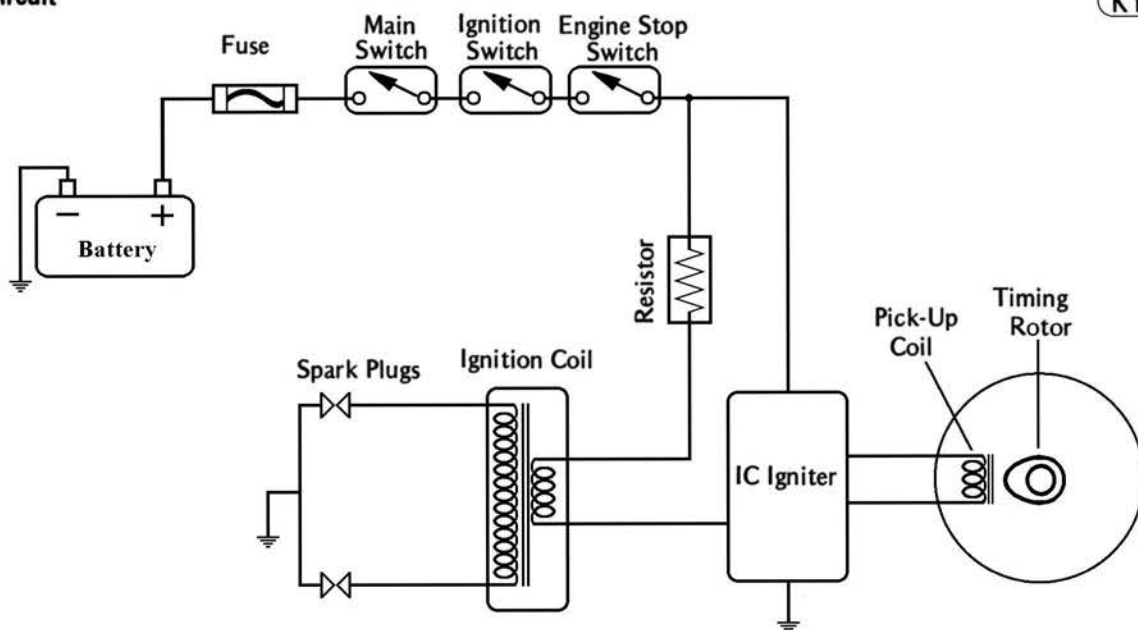 Main
Switch
Ignition
Switch
Engine Stop
Switch
Fuse
Battery
Resistor
Timing
Rotor
Pick-Up
Coil
Ignition Coil
Spark Plugs
IC Igniter